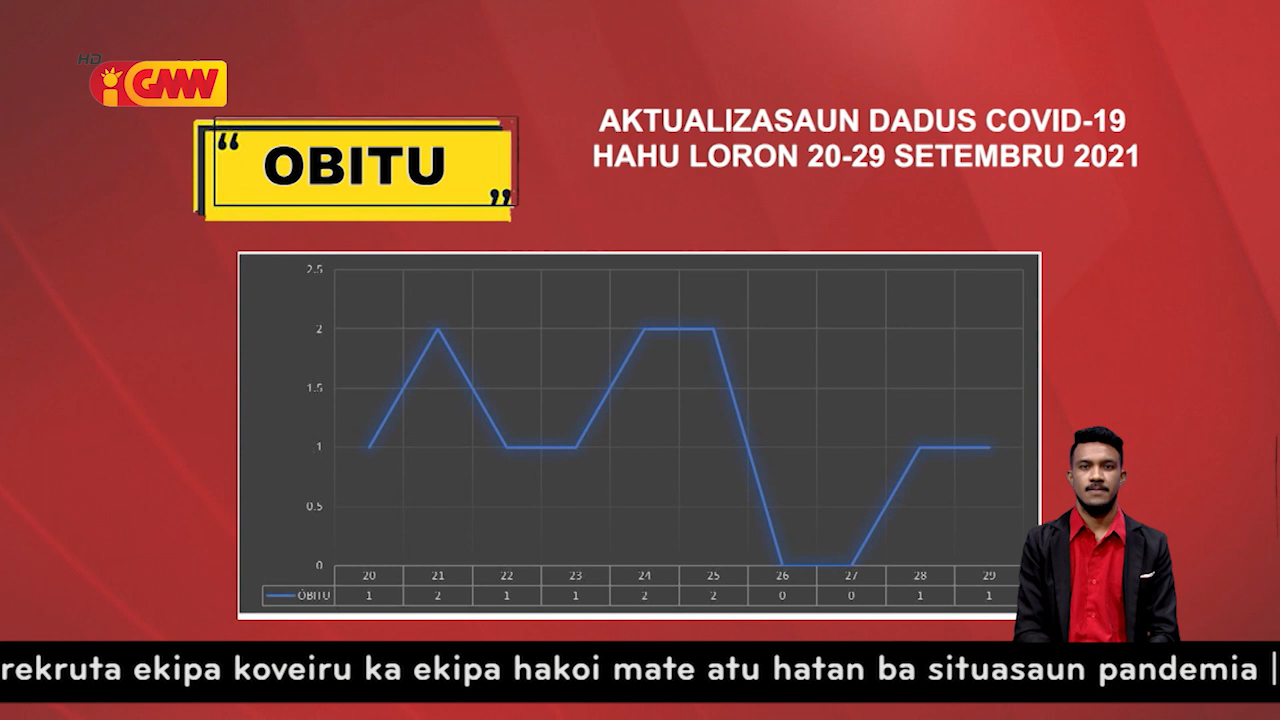 HD
GMN
“ OBITU ”
AKTUALIZASAUN DADUS COVID-19
HAHU LORON 20-29 SETEMBRU 2021
2.5
2
1.5
1
0.5
0
20 21 22 23 24 25 26 27 28 29
ÓBITU 1 2 1 1 2 2 0 0 1 1
rekruta ekipa koveiru ka ekipa hakoi mate atu hatan ba situasaun pandemia |